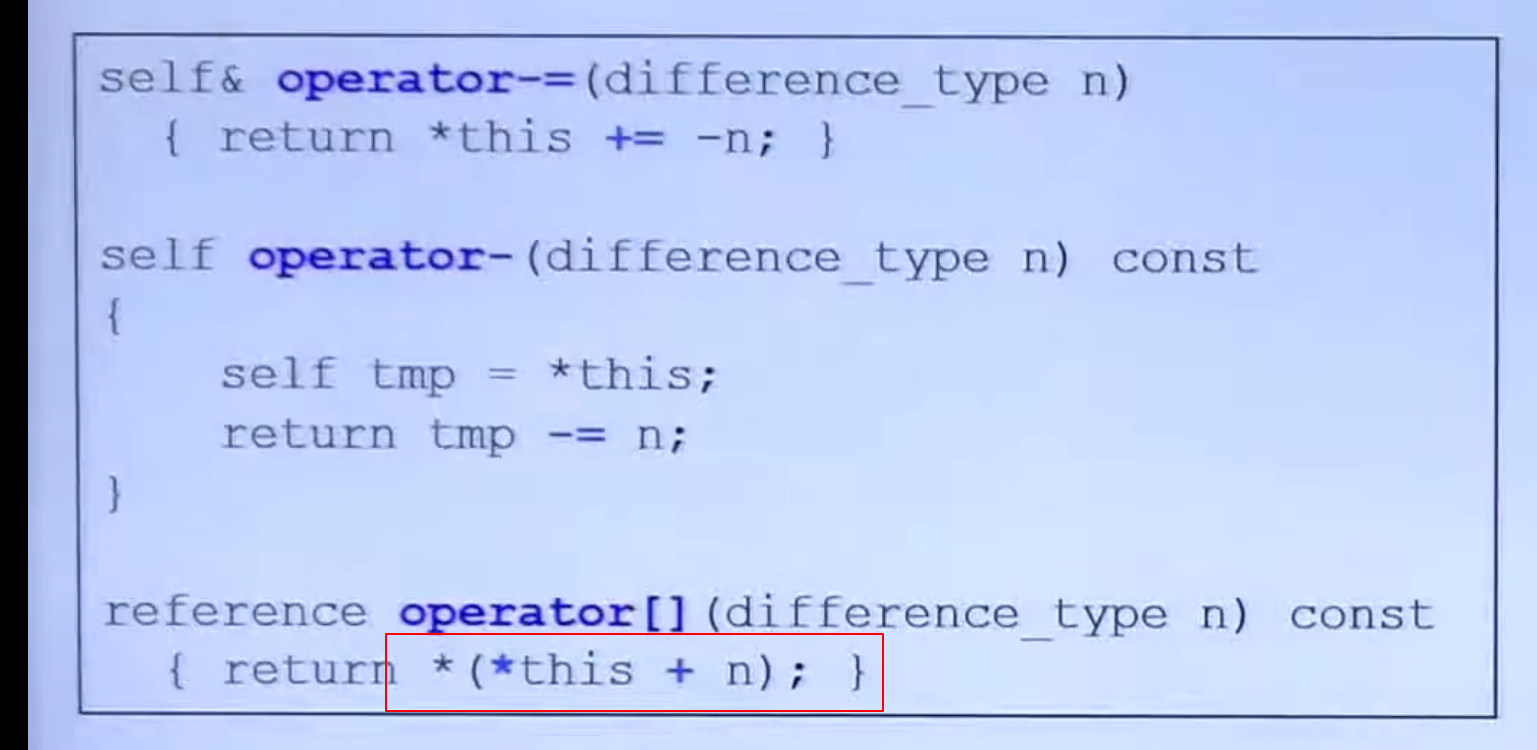 self& operator-=(difference_type n)
{ return *this += -n; }
self operator-(difference_type n) const
{
self tmp = *this;
return tmp -= n;
}
reference operator[](difference_type n) const
{ return *(*this + n); }